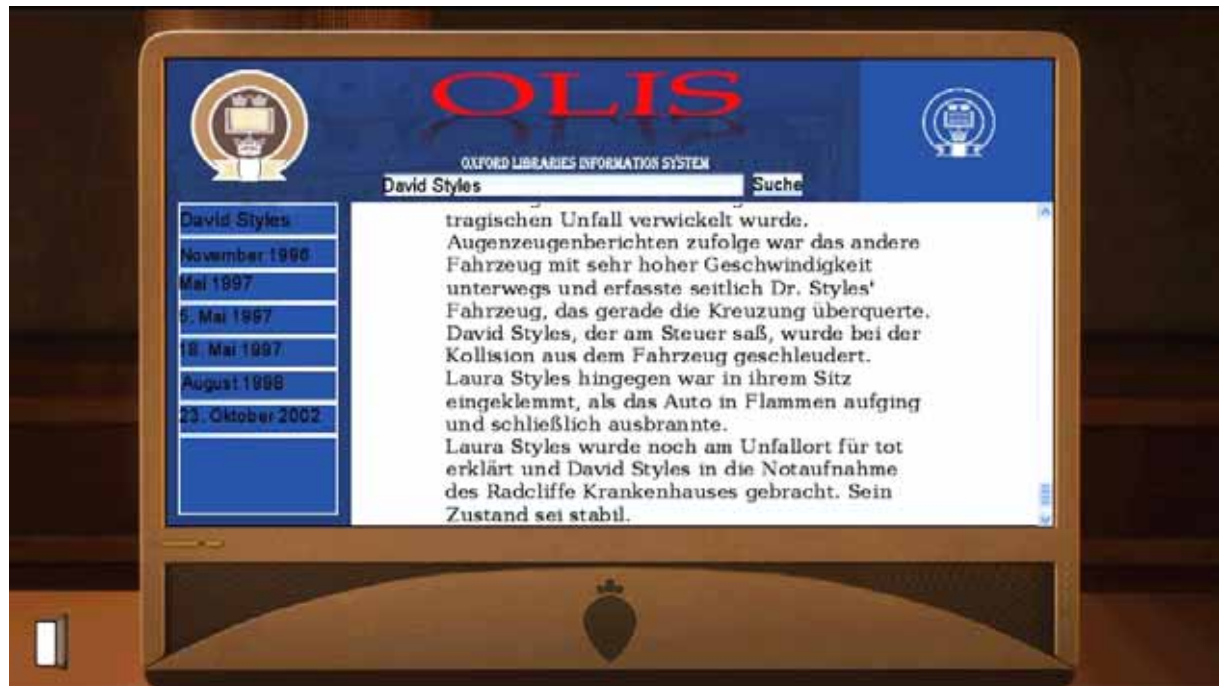 OLIS
OXFORD LIBRARIES INFORMATION SYSTEM
David Styles
Suche
David Styles
November 1996
Mai 1997
5. Mai 1997
18. Mai 1997
August 1998
23. Oktober 2002
tragischen Unfall verwickelt wurde.
Augenzeugenberichten zufolge war das andere
Fahrzeug mit sehr hoher Geschwindigkeit
unterwegs und erfasste seitlich Dr. Styles'
Fahrzeug, das gerade die Kreuzung überquerte.
David Styles, der am Steuer saß, wurde bei der
Kollision aus dem Fahrzeug geschleudert.
Laura Styles hingegen war in ihrem Sitz
eingeklemmt, als das Auto in Flammen aufging
und schließlich ausbrannte.
Laura Styles wurde noch am Unfallort für tot
erklärt und David Styles in die Notaufnahme
des Radcliffe Krankenhauses gebracht. Sein
Zustand sei stabil.